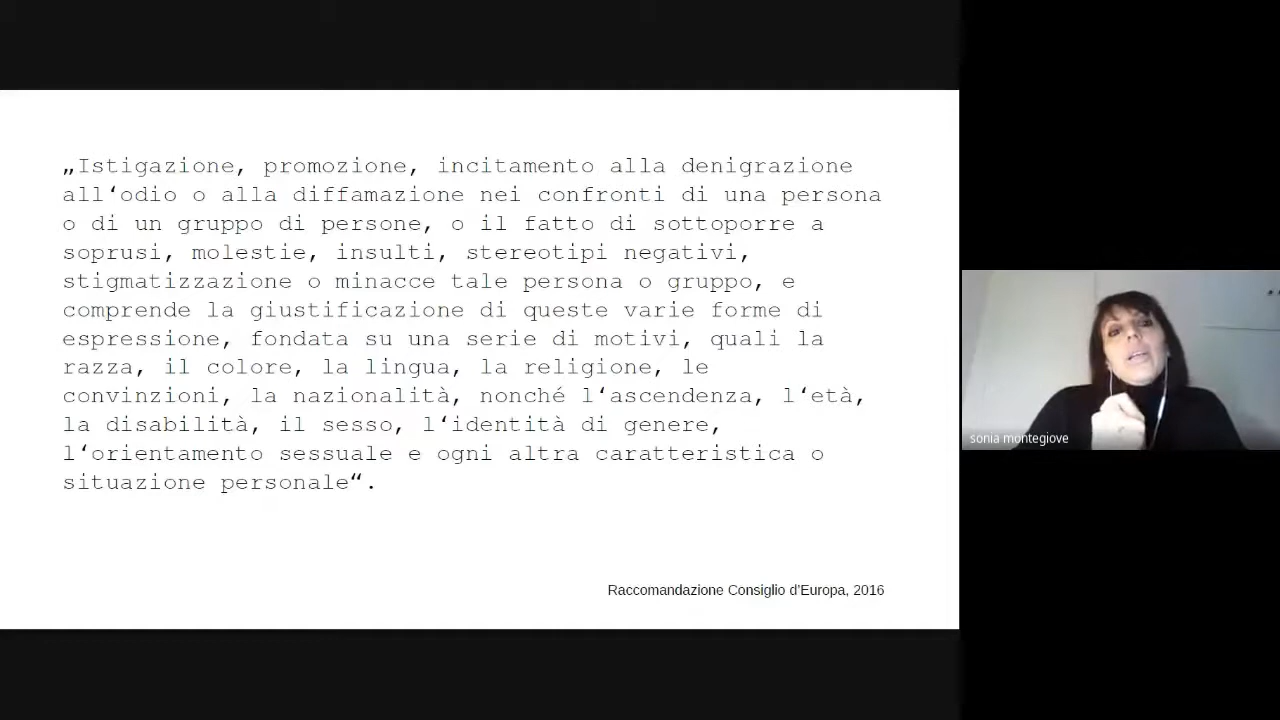 „Istigazione, promozione, incitamento alla denigrazione
all‘odio o alla diffamazione nei confronti di una persona
o di un gruppo di persone, o il fatto di sottoporre a
soprusi, molestie, insulti, stereotipi negativi,
stigmatizzazione o minacce tale persona o gruppo, e
comprende la giustificazione di queste varie forme di
espressione, fondata su una serie di motivi, quali la
razza, il colore, la lingua, la religione, le
convinzioni, la nazionalità, nonché l‘ascendenza, l‘età,
la disabilità, il sesso, l‘identità di genere,
l‘orientamento sessuale e ogni altra caratteristica o
situazione personale“.
Raccomandazione Consiglio d'Europa, 2016
sonia montegiove